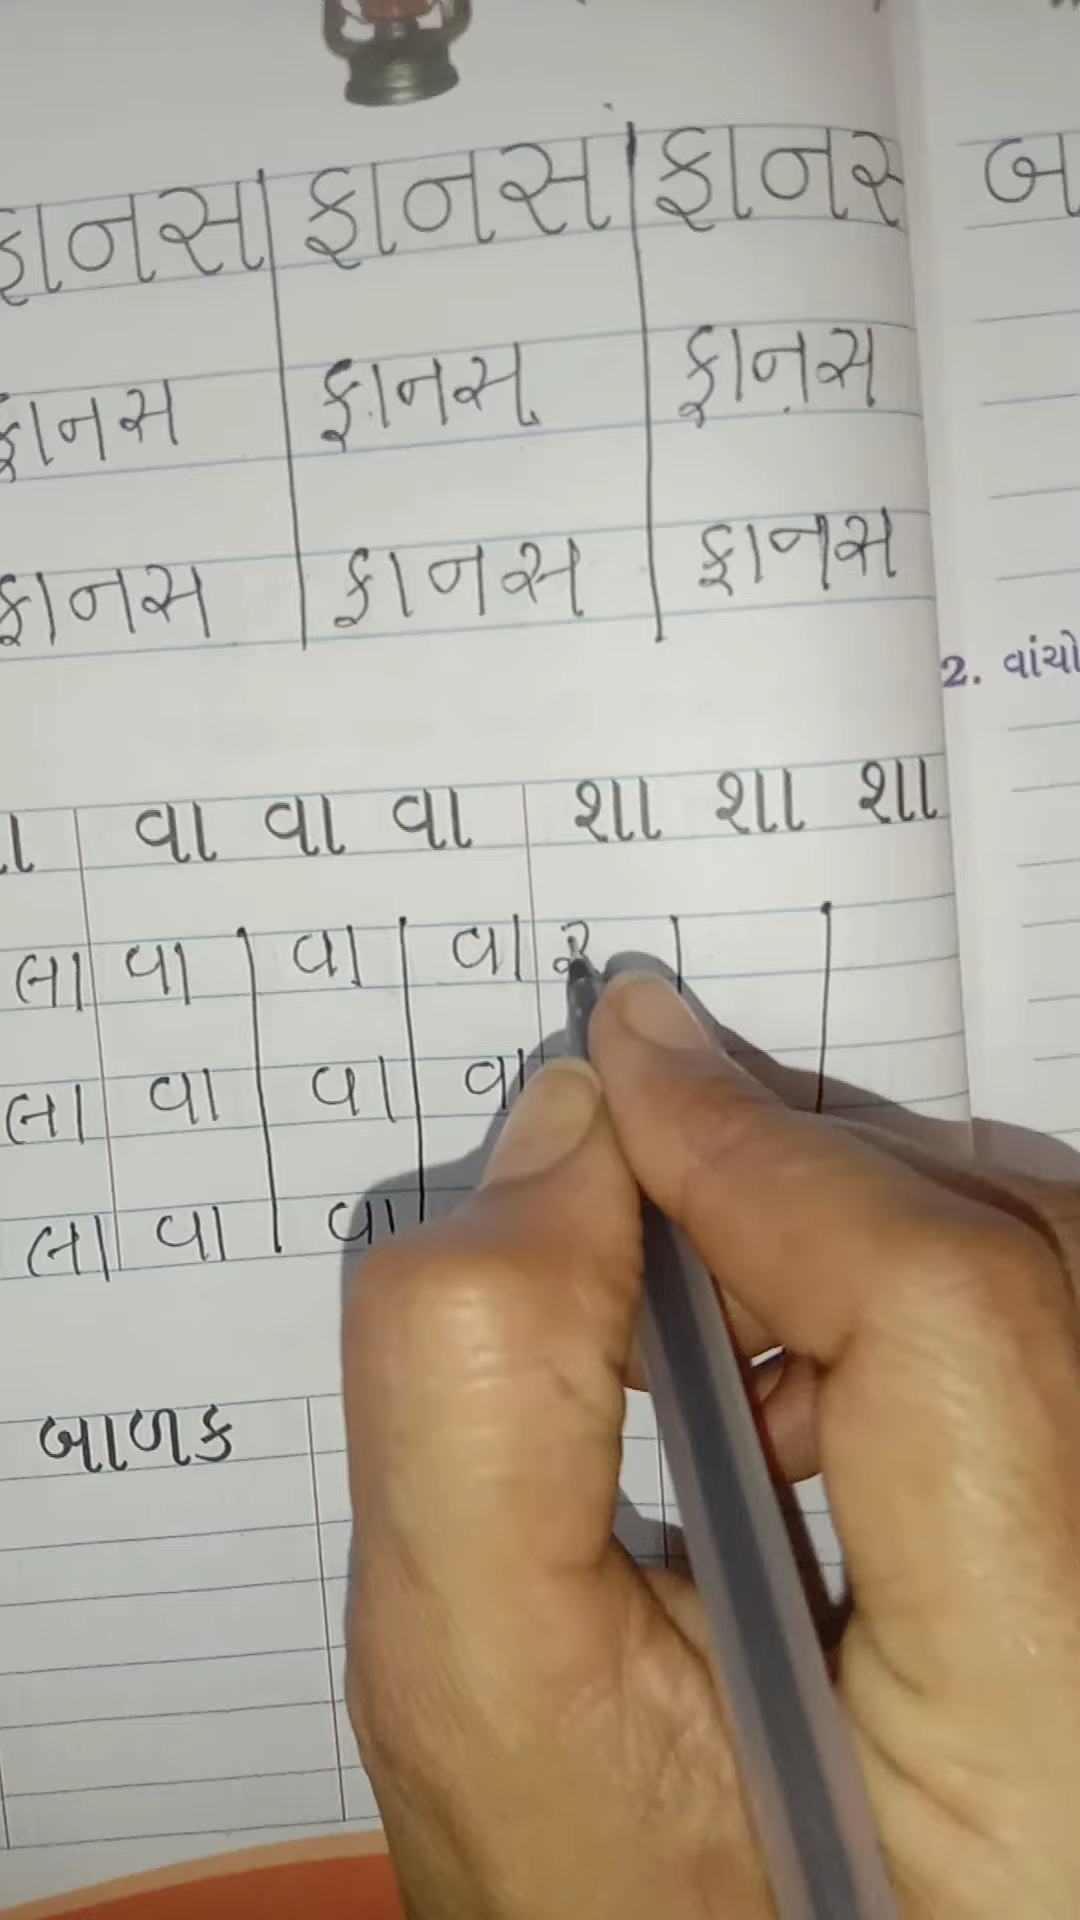 ફાનસ ફાનસ ફાનસ
ફાનસ ફાનસ ફાનસ
ફાનસ ફાનસ ફાનસ
2. વાંચો
વા વા વા શા શા શા
લા વા વા વા
લા વા વા વા
લા વા વા
બાળક